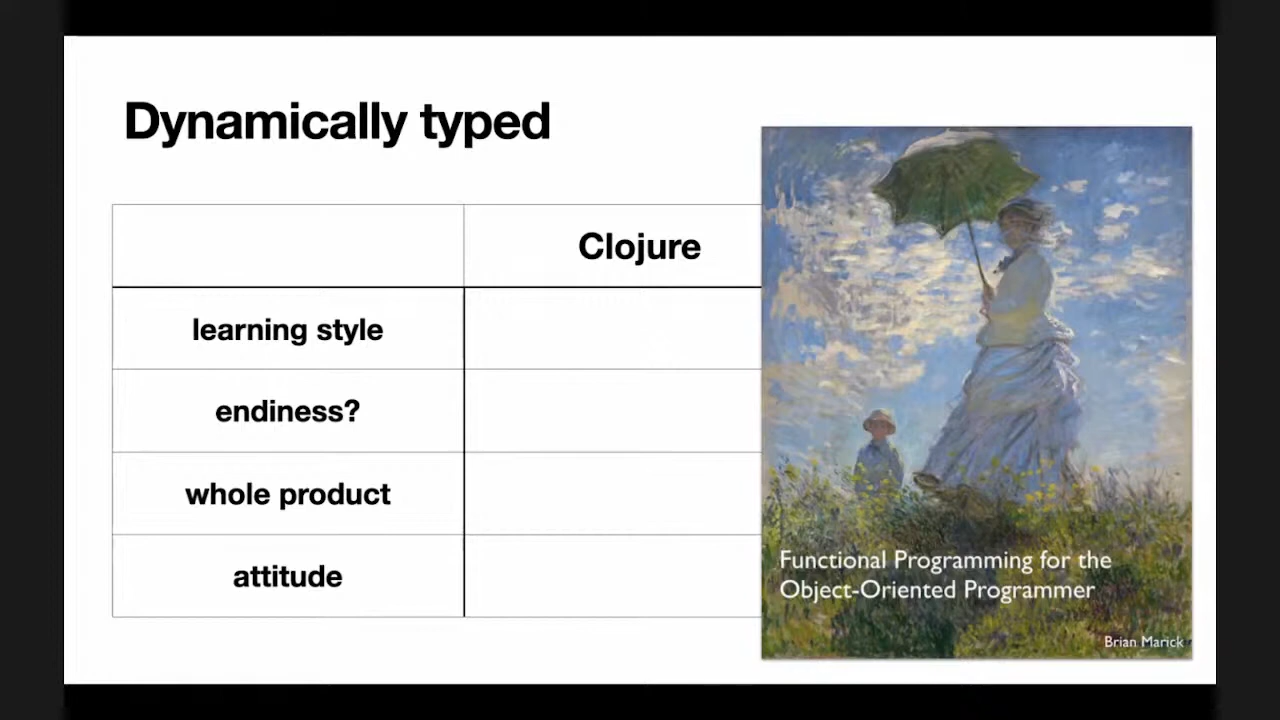 Dynamically typed
Clojure
learning style
endiness?
whole product
attitude
Functional Programming for the
Object-Oriented Programmer
Brian Marick